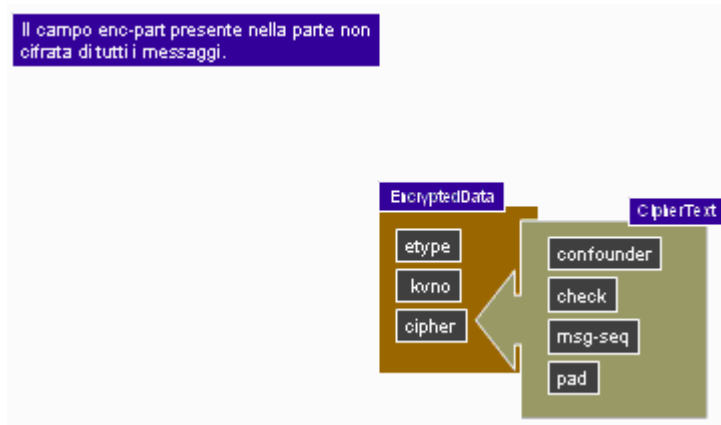 Il campo enc-part presente nella parte non
cifrata di tutti i messaggi.
EncryptedData
etype
kvno
cipher
CipherText
confounder
check
msg-seq
pad